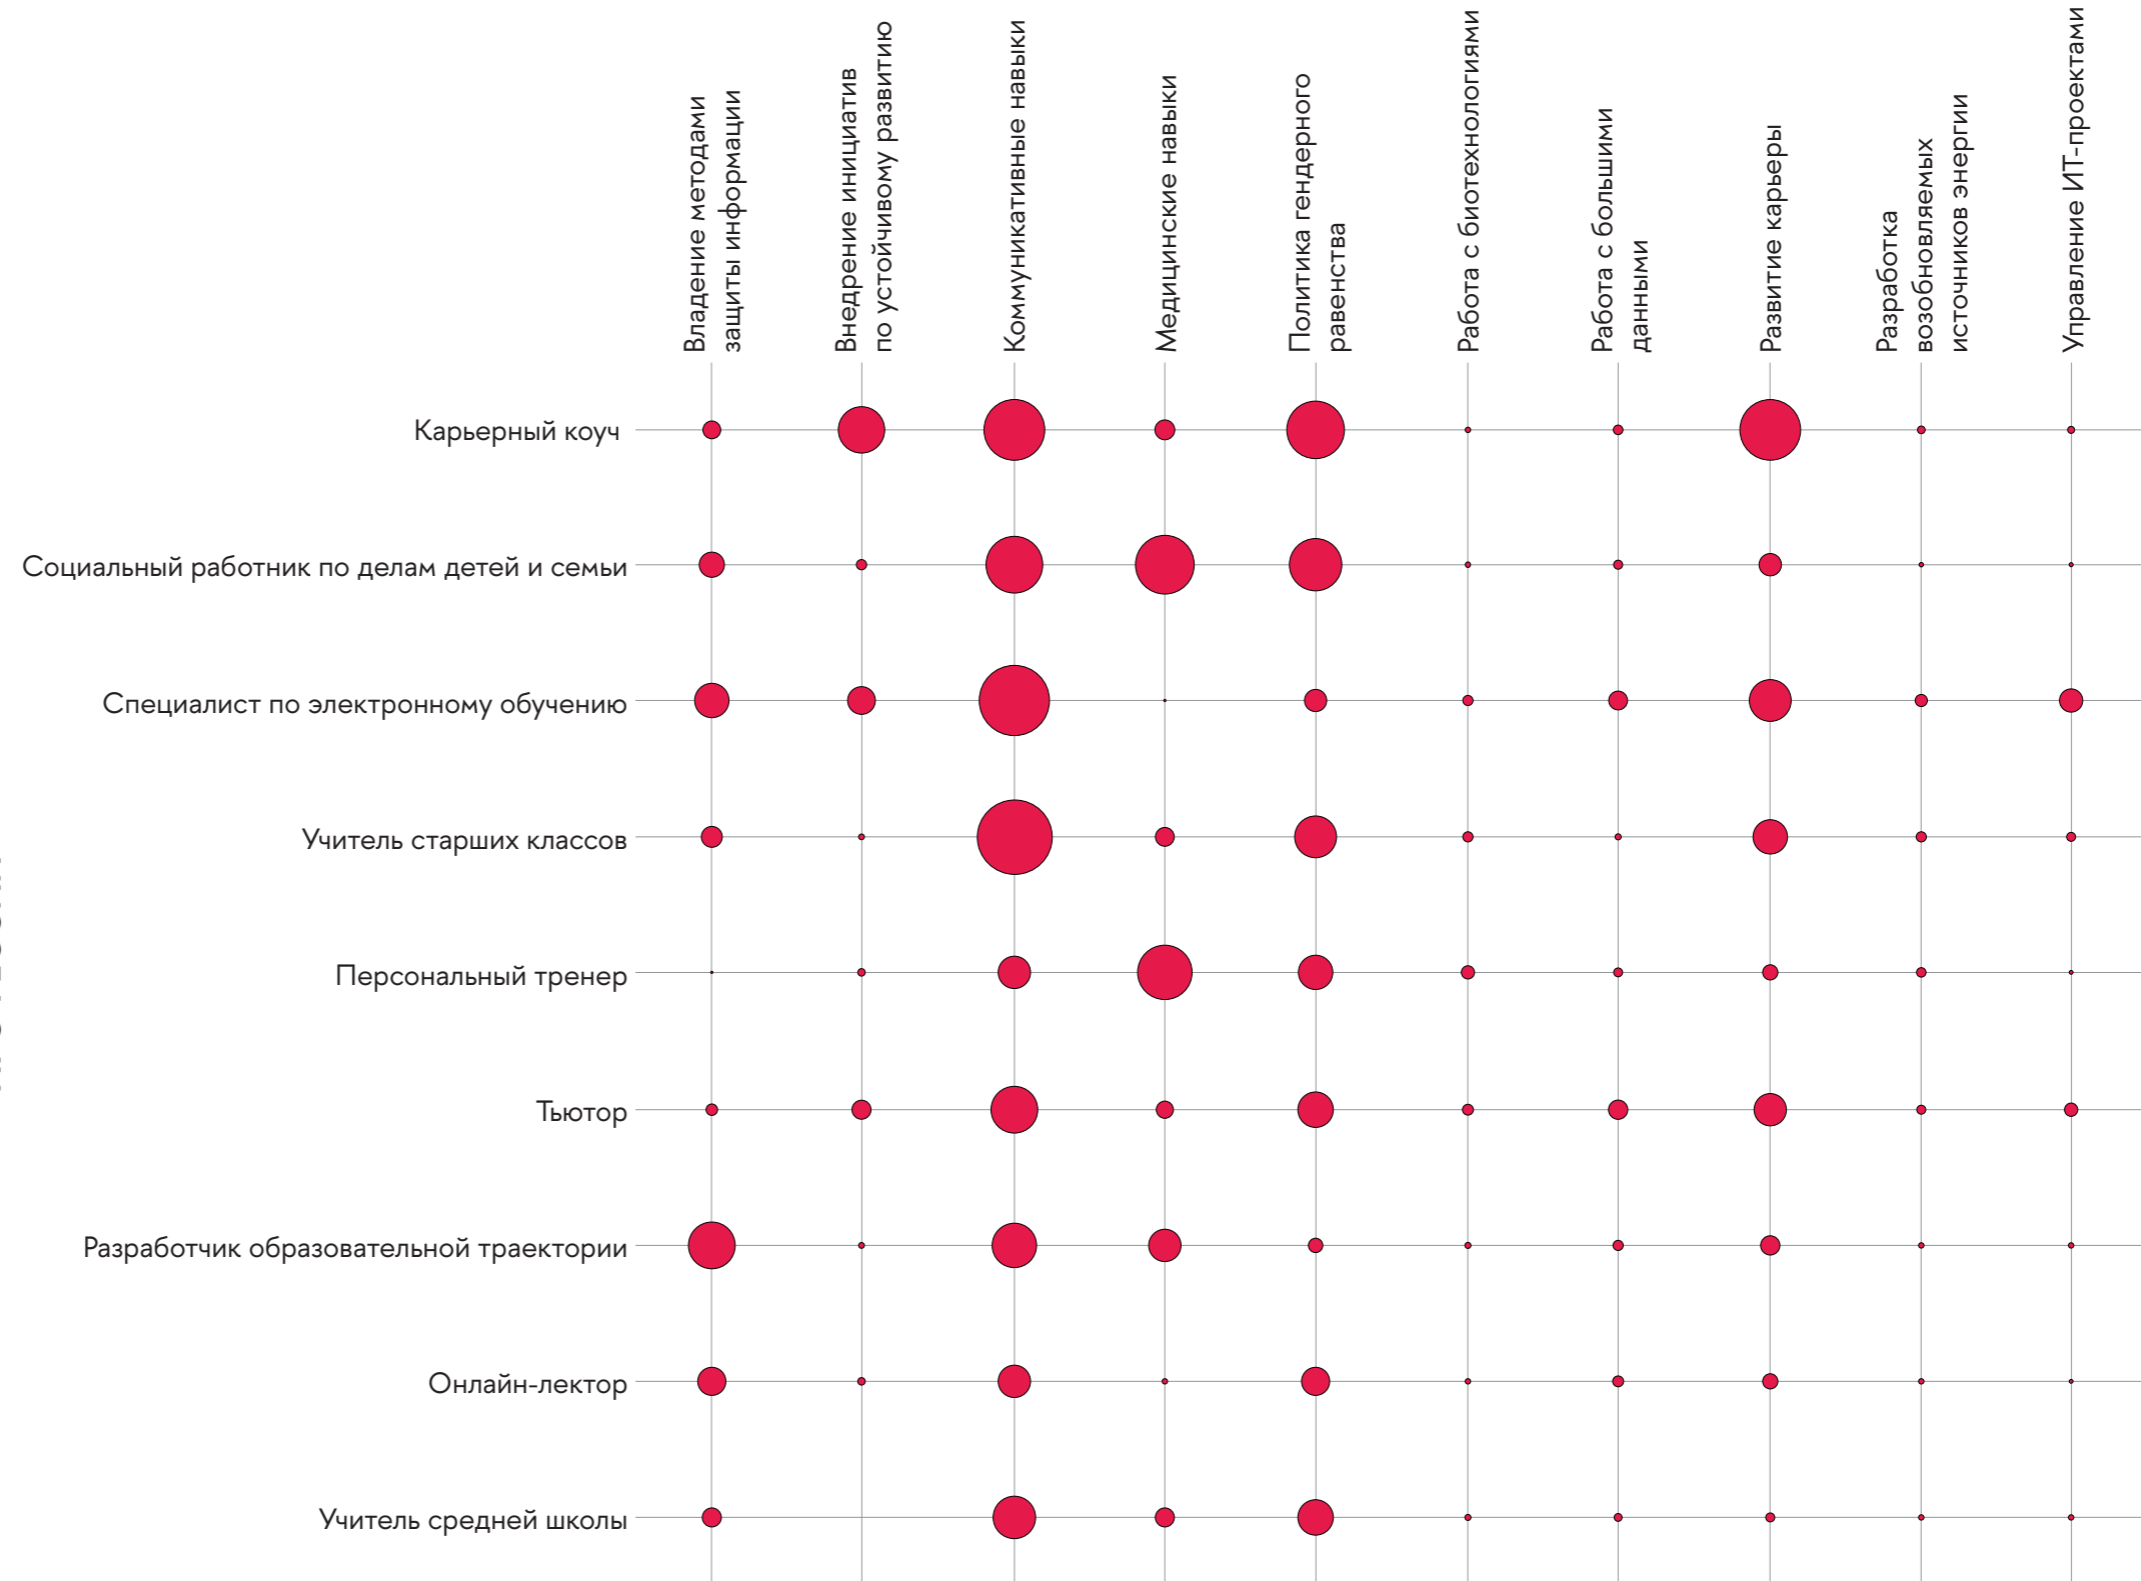 Владение методами
защиты информации
Внедрение инициатив
по устойчивому развитию
Коммуникативные навыки
Медицинские навыки
Политика гендерного
равенства
Работа с биотехнологиями
Работа с большими
данными
Развитие карьеры
Разработка
возобновляемых
источников энергии
Управление ИТ-проектами
Карьерный коуч
Социальный работник по делам детей и семьи
Специалист по электронному обучению
Учитель старших классов
Персональный тренер
Тьютор
Разработчик образовательной траектории
Онлайн-лектор
Учитель средней школы